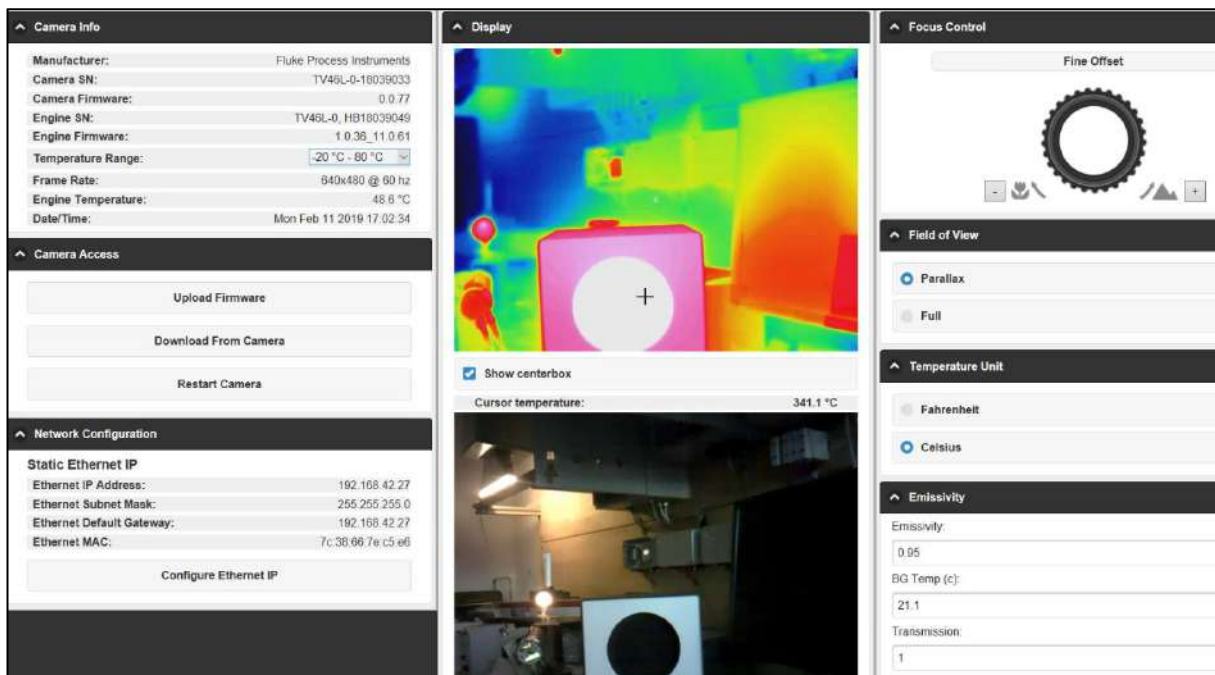 Camera Info
Manufacturer: Fluke Process Instruments
Camera SN: TV46L-0-18039033
Camera Firmware: 0.0.77
Engine SN: TV46L-0, HB18039049
Engine Firmware: 1.0.36_11.0.61
Temperature Range: -20 °C - 80 °C
Frame Rate: 640x480 @ 60 hz
Engine Temperature: 48.6 °C
Date/Time: Mon Feb 11 2019 17:02:34
Camera Access
Upload Firmware
Download From Camera
Restart Camera
Network Configuration
Static Ethernet IP
Ethernet IP Address: 192.168.42.27
Ethernet Subnet Mask: 255.255.255.0
Ethernet Default Gateway: 192.168.42.27
Ethernet MAC: 7c:38:66:7e:c5:e6
Configure Ethernet IP
Display
Show centerbox
Cursor temperature: 341.1 °C
Focus Control
Fine Offset
-
+
Field of View
Parallax
Full
Temperature Unit
Fahrenheit
Celsius
Emissivity
Emissivity:
0.95
BG Temp (c):
21.1
Transmission:
1